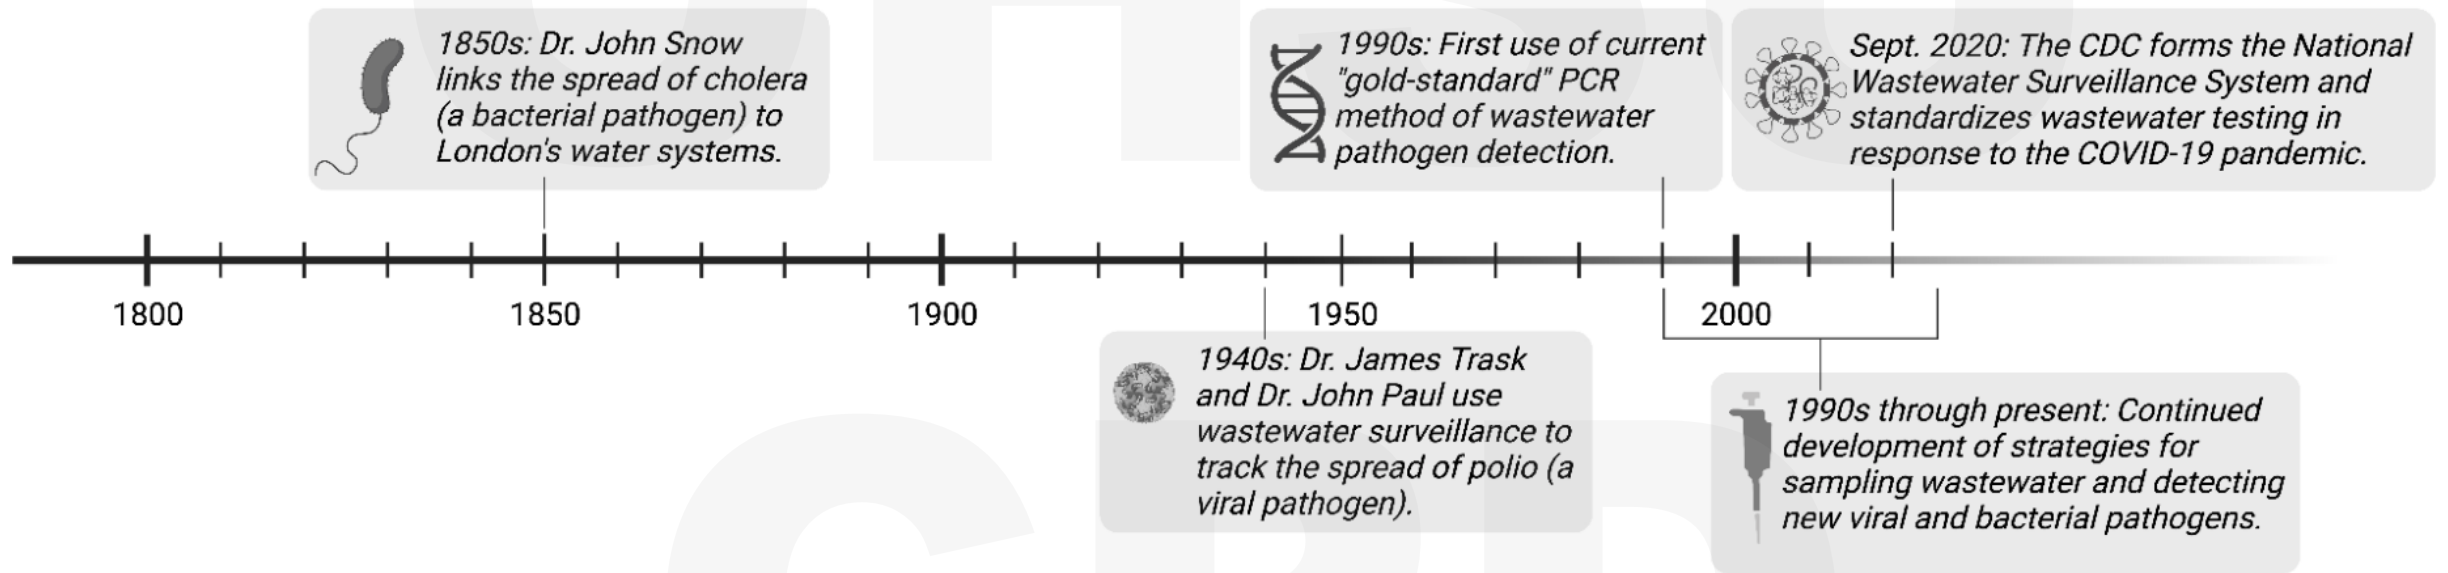 1850s: Dr. John Snow
links the spread of cholera
(a bacterial pathogen) to
London's water systems.
1990s: First use of current
"gold-standard" PCR
method of wastewater
pathogen detection.
Sept. 2020: The CDC forms the National
Wastewater Surveillance System and
standardizes wastewater testing in
response to the COVID-19 pandemic.
1800
1850
1900
1950
2000
1940s: Dr. James Trask
and Dr. John Paul use
wastewater surveillance to
track the spread of polio (a
viral pathogen).
1990s through present: Continued
development of strategies for
sampling wastewater and detecting
new viral and bacterial pathogens.